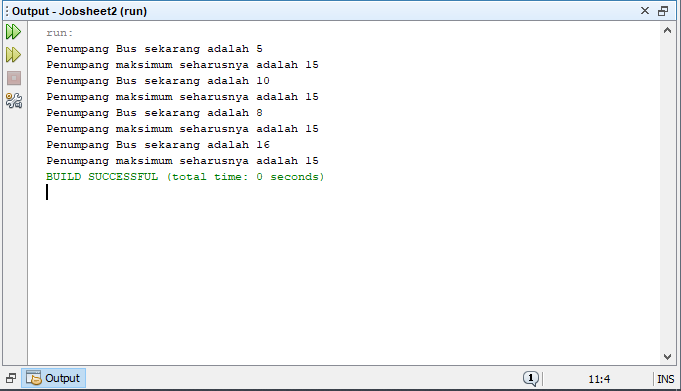 Output - Jobsheet2 (run)
run:
Penumpang Bus sekarang adalah 5
Penumpang maksimum seharusnya adalah 15
Penumpang Bus sekarang adalah 10
Penumpang maksimum seharusnya adalah 15
Penumpang Bus sekarang adalah 8
Penumpang maksimum seharusnya adalah 15
Penumpang Bus sekarang adalah 16
Penumpang maksimum seharusnya adalah 15
BUILD SUCCESSFUL (total time: 0 seconds)
Output 1 11:4 INS